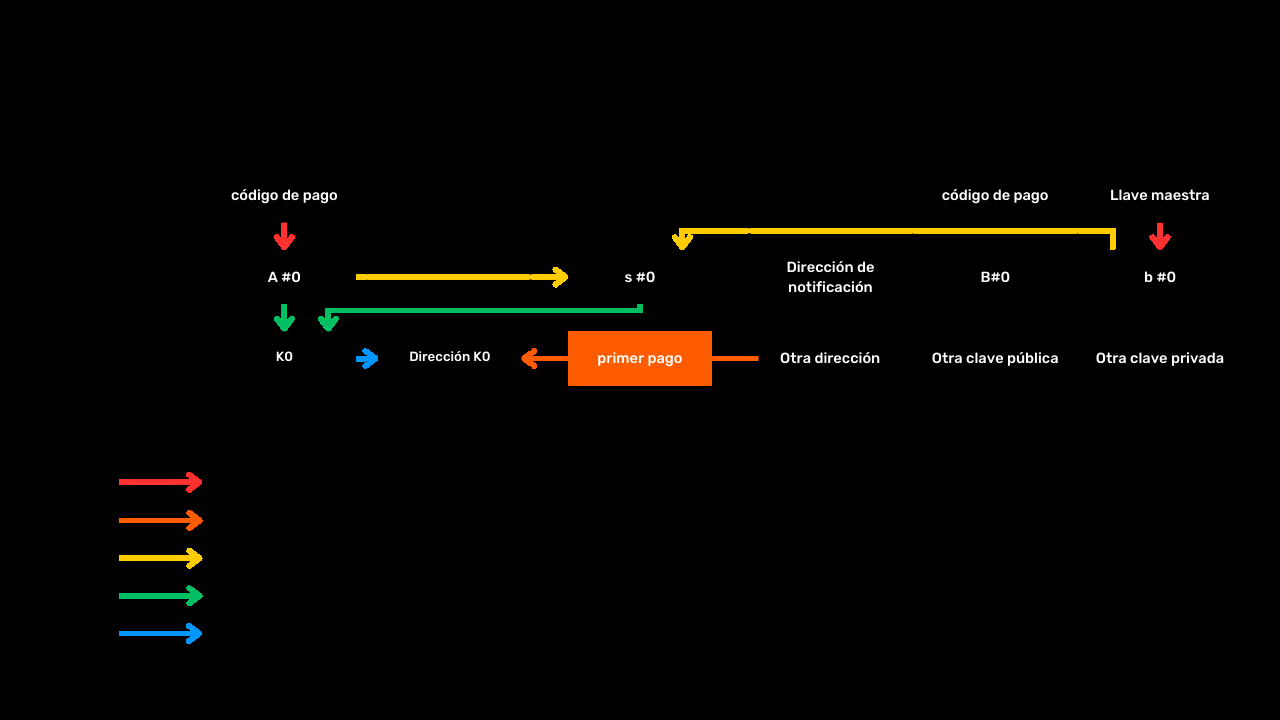 código de pago
código de pago
Llave maestra
A #0
s #0
Dirección de
notificación
B#0
b #0
K0
Dirección K0
primer pago
Otra dirección
Otra clave pública
Otra clave privada